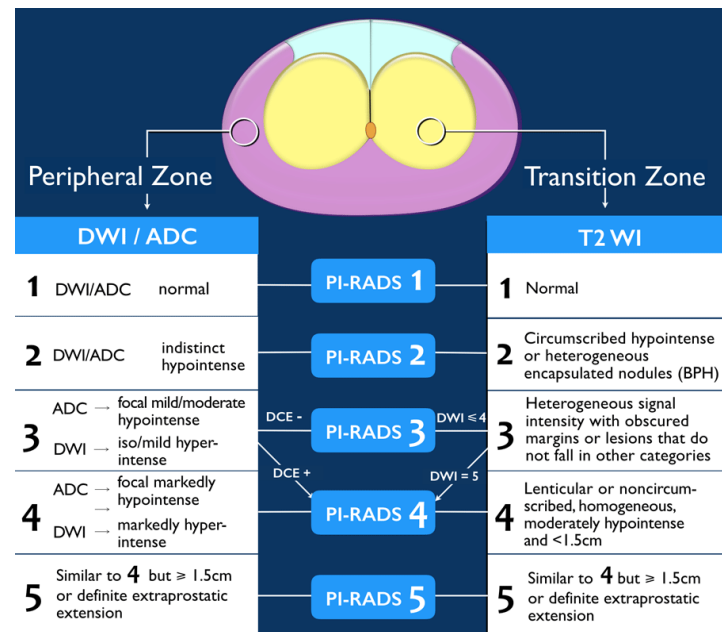 Peripheral Zone
Transition Zone
DWI / ADC
T2 WI
1 DWI/ADC normal
PI-RADS 1
1 Normal
2 DWI/ADC indistinct
hypointense
PI-RADS 2
2 Circumscribed hypointense
or heterogeneous
encapsulated nodules (BPH)
3 ADC → focal mild/moderate
hypointense
DWI → iso/mild hyper-
intense
DCE -
DCE +
PI-RADS 3
DWI ⩽ 4
DWI = 5
3 Heterogeneous signal
intensity with obscured
margins or lesions that do
not fall in other categories
4 ADC → focal markedly
hypointense
→
DWI markedly hyper-
intense
PI-RADS 4
4 Lenticular or noncircum-
scribed, homogeneous,
moderately hypointense
and <1.5cm
5 Similar to 4 but ⩾ 1.5cm
or definite extraprostatic
extension
PI-RADS 5
5 Similar to 4 but ⩾ 1.5cm
or definite extraprostatic
extension